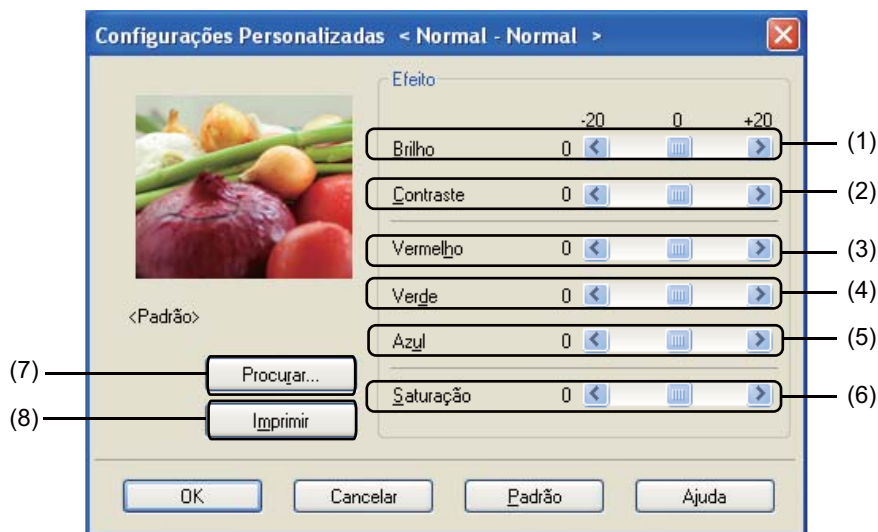 Configurações Personalizadas < Normal - Normal >
Efeito
-20 0 +20
Brilho 0 (1)
Contraste 0 (2)
Vermelho 0 (3)
Verde 0 (4)
<Padrão>
Azul 0 (5)
(7) Procurar...
Saturação 0 (6)
(8) Imprimir
OK Cancelar Padrão Ajuda